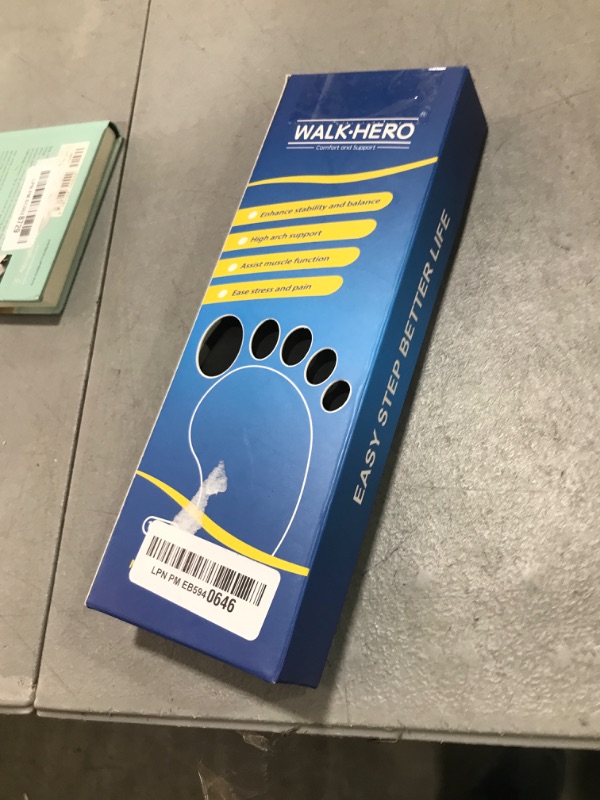 WALK·HERO®
Comfort and Support
Enhance stability and balance
High arch support
Assist muscle function
Ease stress and pain
EASY STEP BETTER LIFE
LPN PM EB5940646